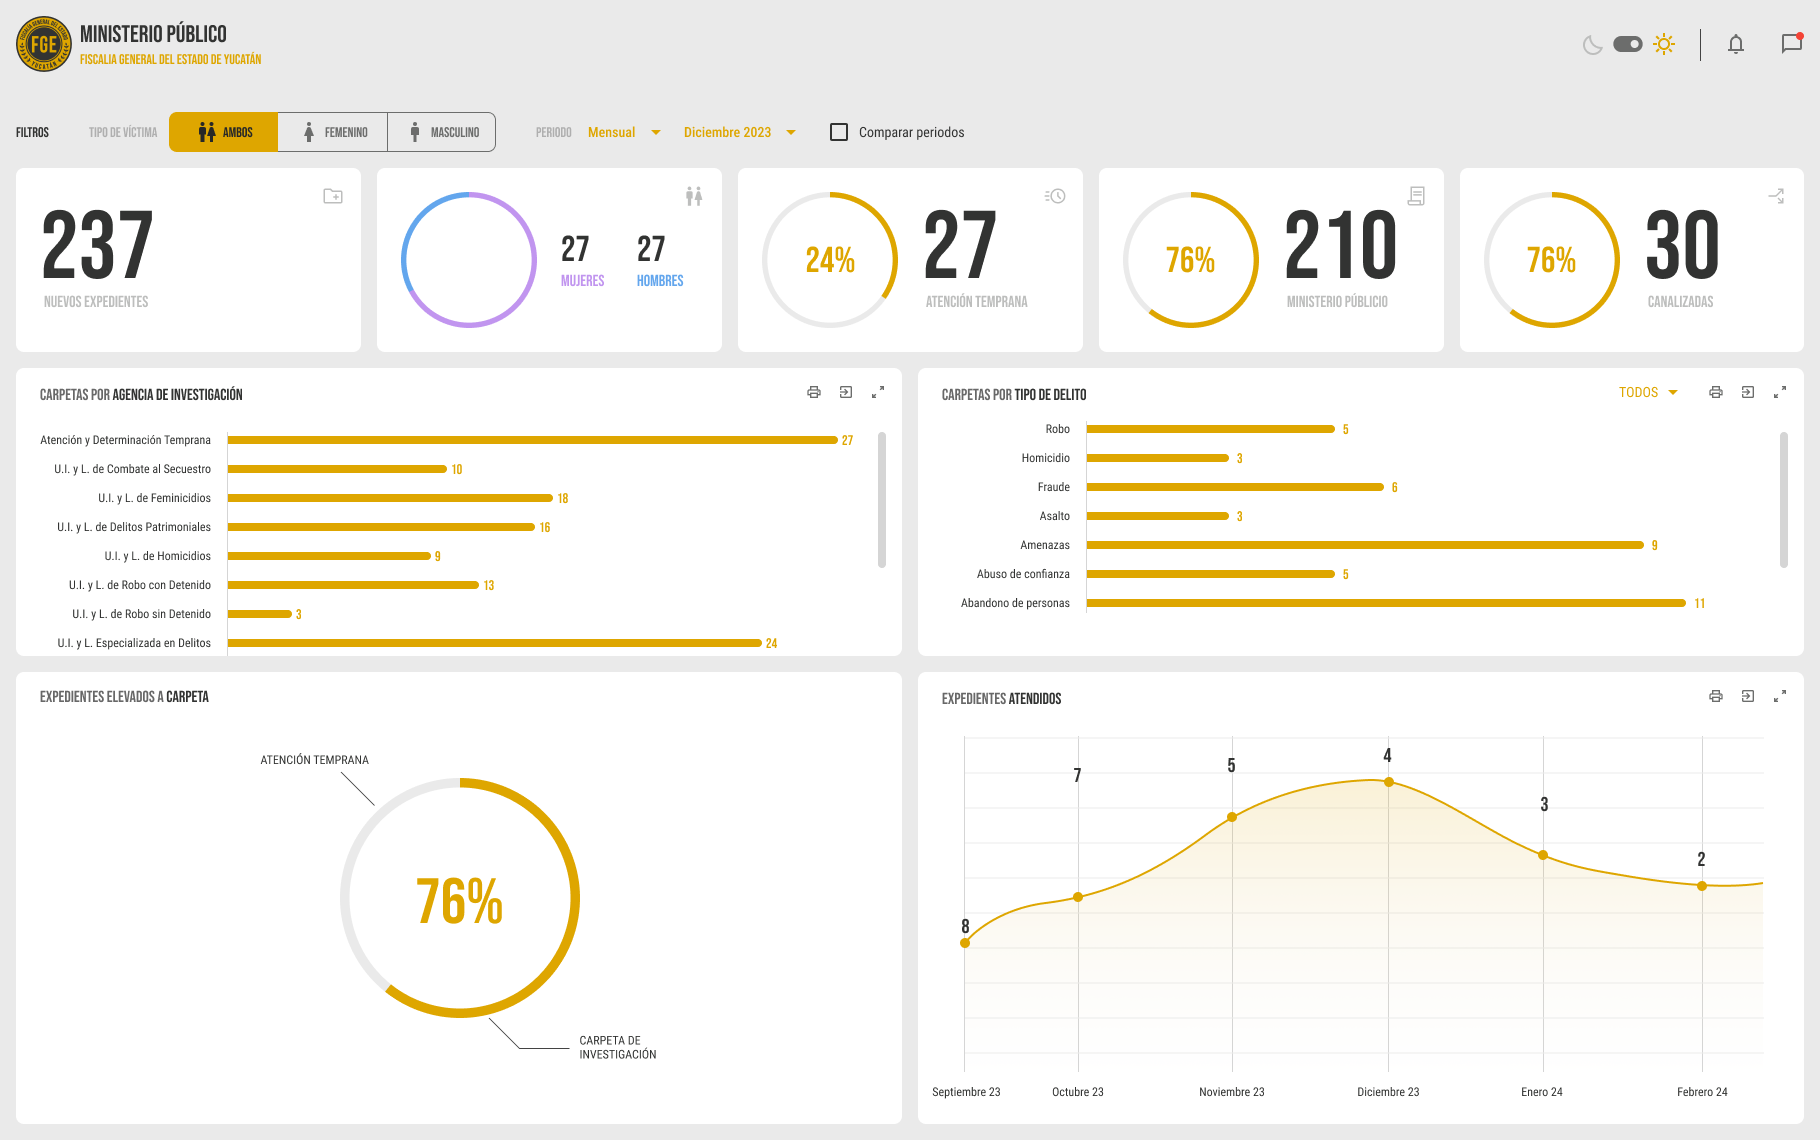 FISCALÍA GENERAL DEL ESTADO
FGE
YUCATÁN
MINISTERIO PÚBLICO
FISCALIA GENERAL DEL ESTADO DE YUCATÁN
FILTROS
TIPO DE VÍCTIMA
AMBOS
FEMENINO
MASCULINO
PERIODO
Mensual
Diciembre 2023
Comparar periodos
237
NUEVOS EXPEDIENTES
27
MUJERES
27
HOMBRES
24%
27
ATENCIÓN TEMPRANA
76%
210
MINISTERIO PÚBLICIO
76%
30
CANALIZADAS
CARPETAS POR AGENCIA DE INVESTIGACIÓN
Atención y Determinación Temprana 27
U.I. y L. de Combate al Secuestro 10
U.I. y L. de Feminicidios 18
U.I. y L. de Delitos Patrimoniales 16
U.I. y L. de Homicidios 9
U.I. y L. de Robo con Detenido 13
U.I. y L. de Robo sin Detenido 3
U.I. y L. Especializada en Delitos 24
CARPETAS POR TIPO DE DELITO
TODOS
Robo 5
Homicidio 3
Fraude 6
Asalto 3
Amenazas 9
Abuso de confianza 5
Abandono de personas 11
EXPEDIENTES ELEVADOS A CARPETA
ATENCIÓN TEMPRANA
76%
CARPETA DE
INVESTIGACIÓN
EXPEDIENTES ATENDIDOS
8
7
5
4
3
2
Septiembre 23
Octubre 23
Noviembre 23
Diciembre 23
Enero 24
Febrero 24